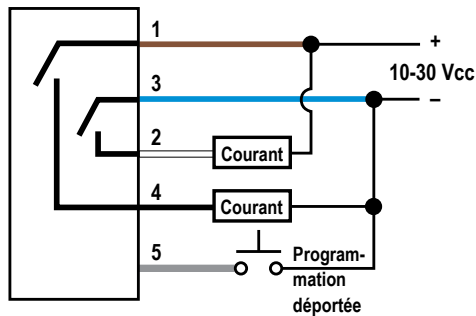 1
+
10-30 Vcc
3
–
2
Courant
4
Courant
5
Program-
mation
déportée